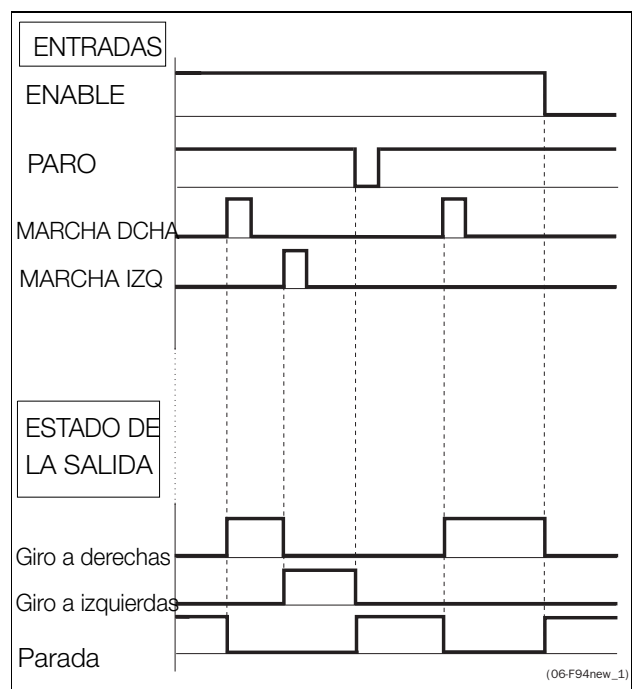 ENTRADAS
ENABLE
PARO
MARCHA DCHA
MARCHA IZQ
ESTADO DE
LA SALIDA
Giro a derechas
Giro a izquierdas
Parada
(06-F94new_1)